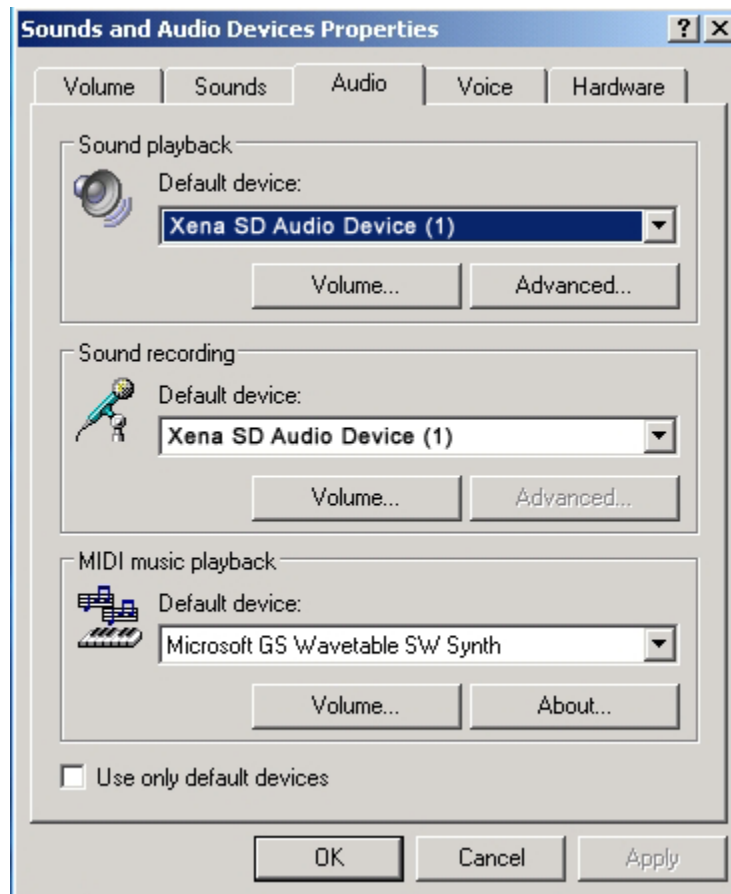 Sounds and Audio Devices Properties
Volume Sounds Audio Voice Hardware
Sound playback
Default device:
Xena SD Audio Device (1)
Volume... Advanced...
Sound recording
Default device:
Xena SD Audio Device (1)
Volume... Advanced...
MIDI music playback
Default device:
Microsoft GS Wavetable SW Synth
Volume... About...
Use only default devices
OK Cancel Apply